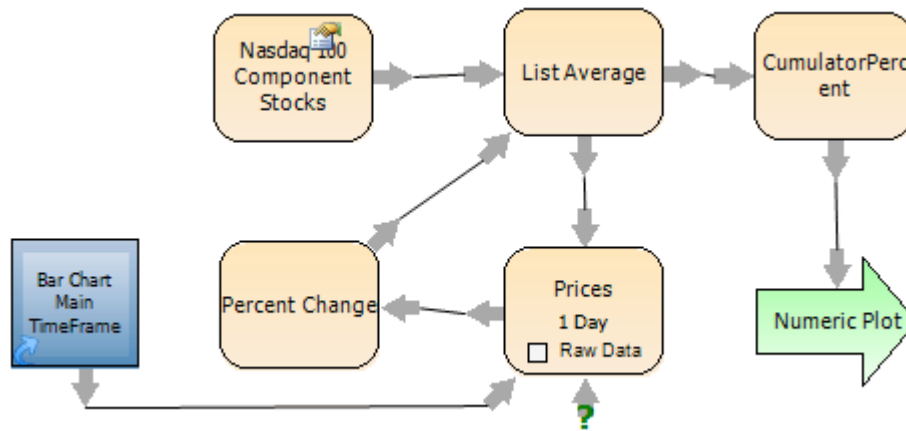 Nasdaq 100
Component
Stocks
List Average
CumulatorPerc
ent
Bar Chart
Main
TimeFrame
Percent Change
Prices
1 Day
Raw Data
Numeric Plot
?